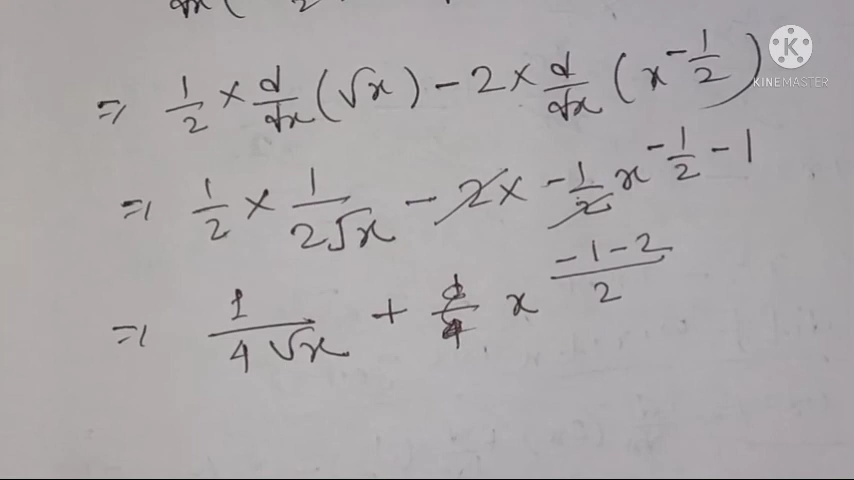 ⇒ 1/2 × d/dx (√x) - 2 × d/dx (x^-1/2)
KINEMASTER
⇒ 1/2 × 1/2√x - 2 × -1/2 x^-1/2 - 1
⇒ 1/4√x + x^(-1-2)/2